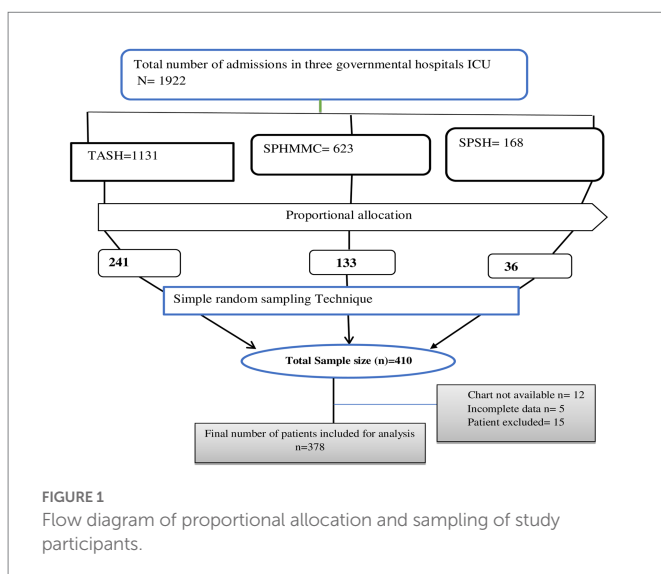 Total number of admissions in three governmental hospitals ICU
N= 1922
TASH=1131
SPHMMC= 623
SPSH= 168
Proportional allocation
241
133
36
Simple random sampling Technique
Total Sample size (n)=410
Chart not available n= 12
Incomplete data n= 5
Patient excluded= 15
Final number of patients included for analysis
n=378
FIGURE 1
Flow diagram of proportional allocation and sampling of study
participants.